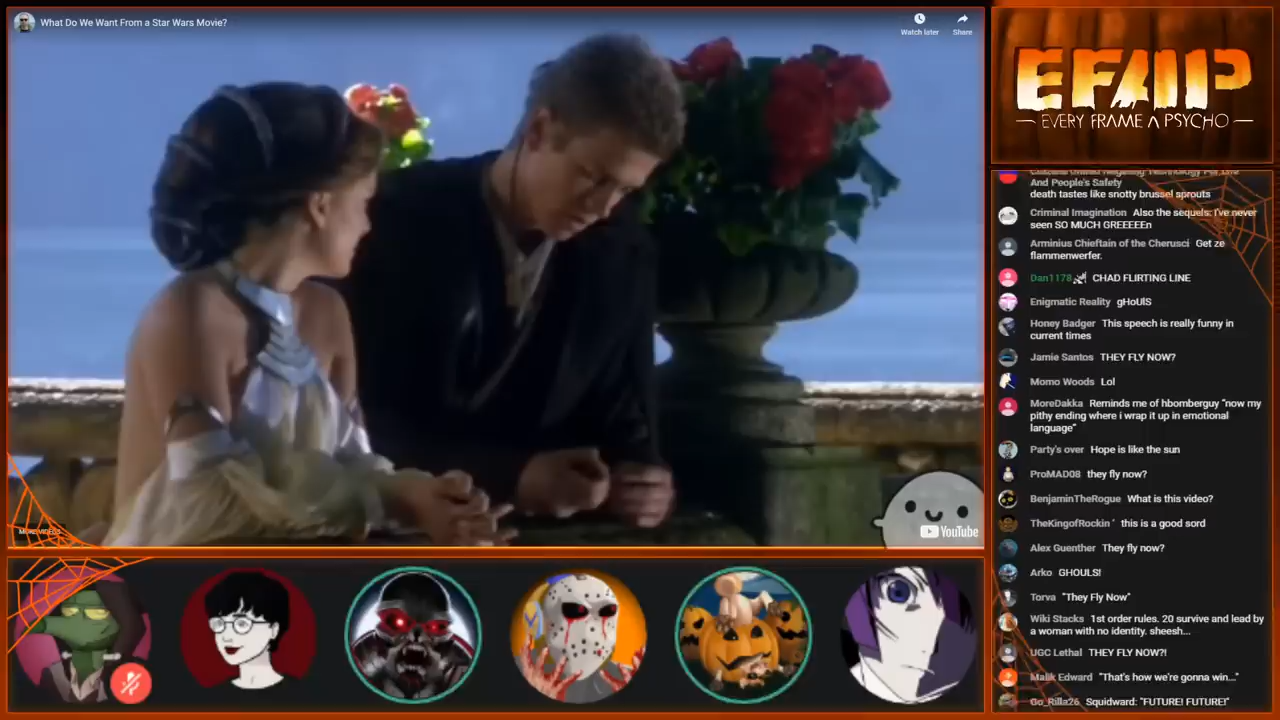 What Do We Want From a Star Wars Movie?
Watch later
Share
EFAP
EVERY FRAME A PSYCHO
And People's Safety
death tastes like snotty brussel sprouts
Criminal Imagination Also the sequels: I've never
seen SO MUCH GREEEEEn
Arminius Chieftain of the Cherusci Get ze
flammenwerfer.
Dan1178 CHAD FLIRTING LINE
Enigmatic Reality gHoUlS
Honey Badger This speech is really funny in
current times
Jamie Santos THEY FLY NOW?
Momo Woods Lol
MoreDakka Reminds me of hbomberguy "now my
pithy ending where i wrap it up in emotional
language"
Party's over Hope is like the sun
ProMAD08 they fly now?
BenjaminTheRogue What is this video?
TheKingofRockin ' this is a good sord
Alex Guenther They fly now?
Arko GHOULS!
Torva "They Fly Now"
Wiki Stacks 1st order rules. 20 survive and lead by
a woman with no identity. sheesh...
UGC Lethal THEY FLY NOW?!
Malik Edward "That's how we're gonna win..."
Go_Rilla26 Squidward: "FUTURE! FUTURE!"
MORE VIDEOS
YouTube